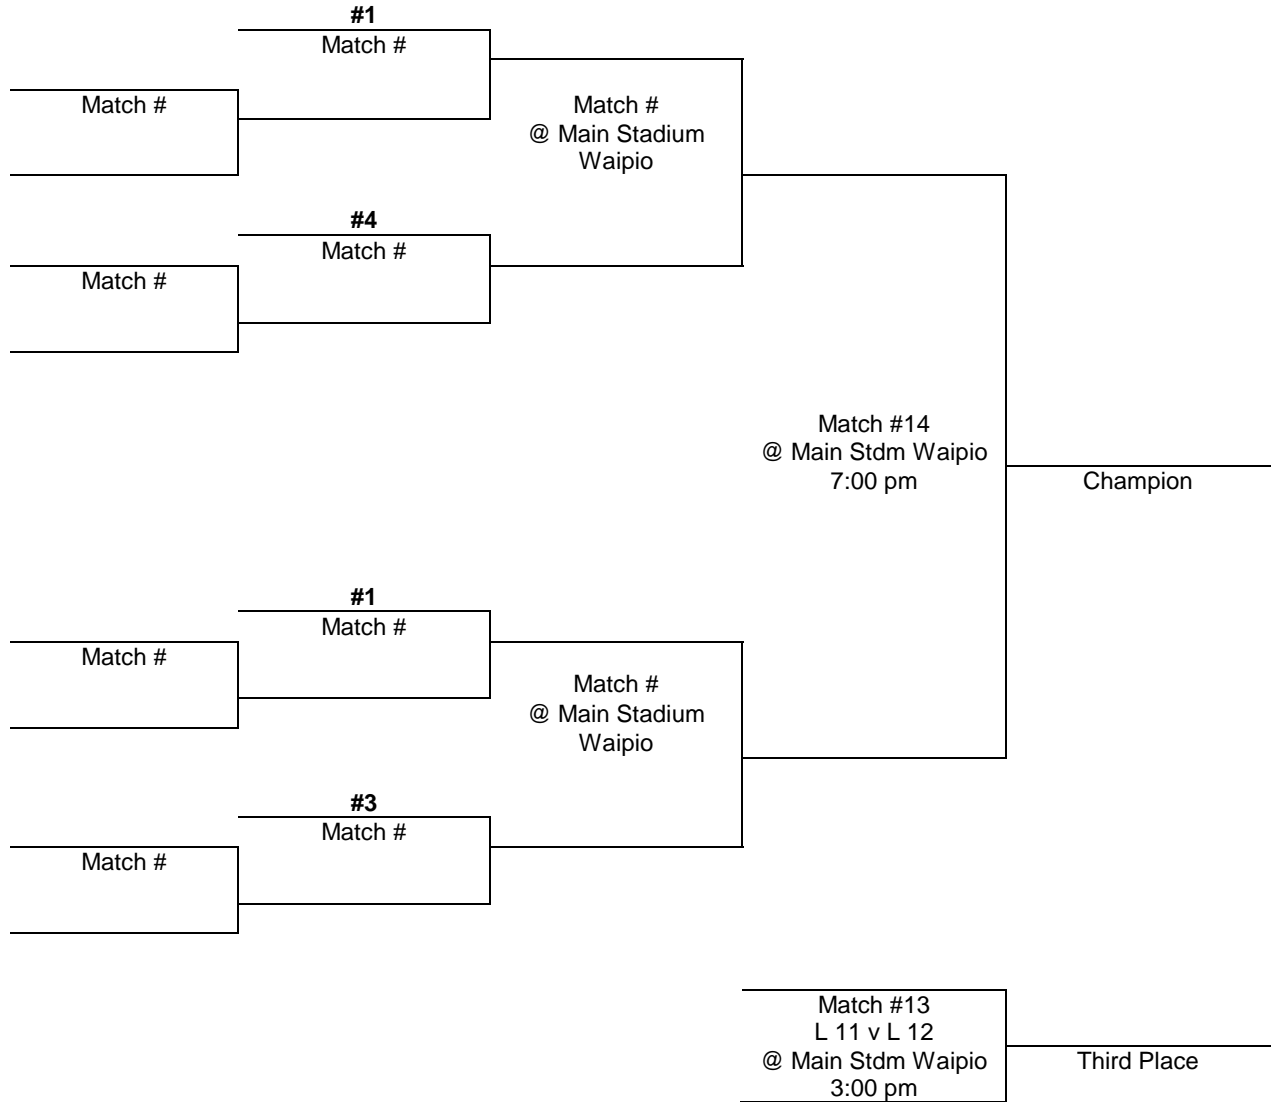 #1
Match #
Match #
Match #
@ Main Stadium
Waipio
#4
Match #
Match #
Match #14
@ Main Stdm Waipio
7:00 pm
Champion
#1
Match #
Match #
Match #
@ Main Stadium
Waipio
#3
Match #
Match #
Match #13
L 11 v L 12
@ Main Stdm Waipio
3:00 pm
Third Place